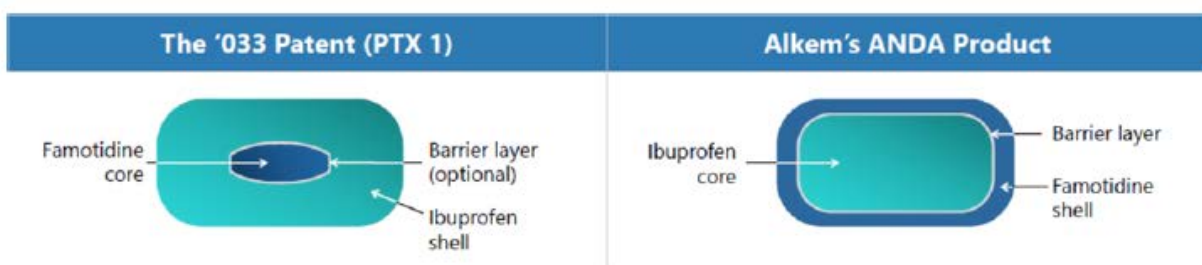 The ’033 Patent (PTX 1)
Alkem’s ANDA Product
Famotidine
core
Barrier layer
(optional)
Ibuprofen
shell
Ibuprofen
core
Barrier layer
Famotidine
shell